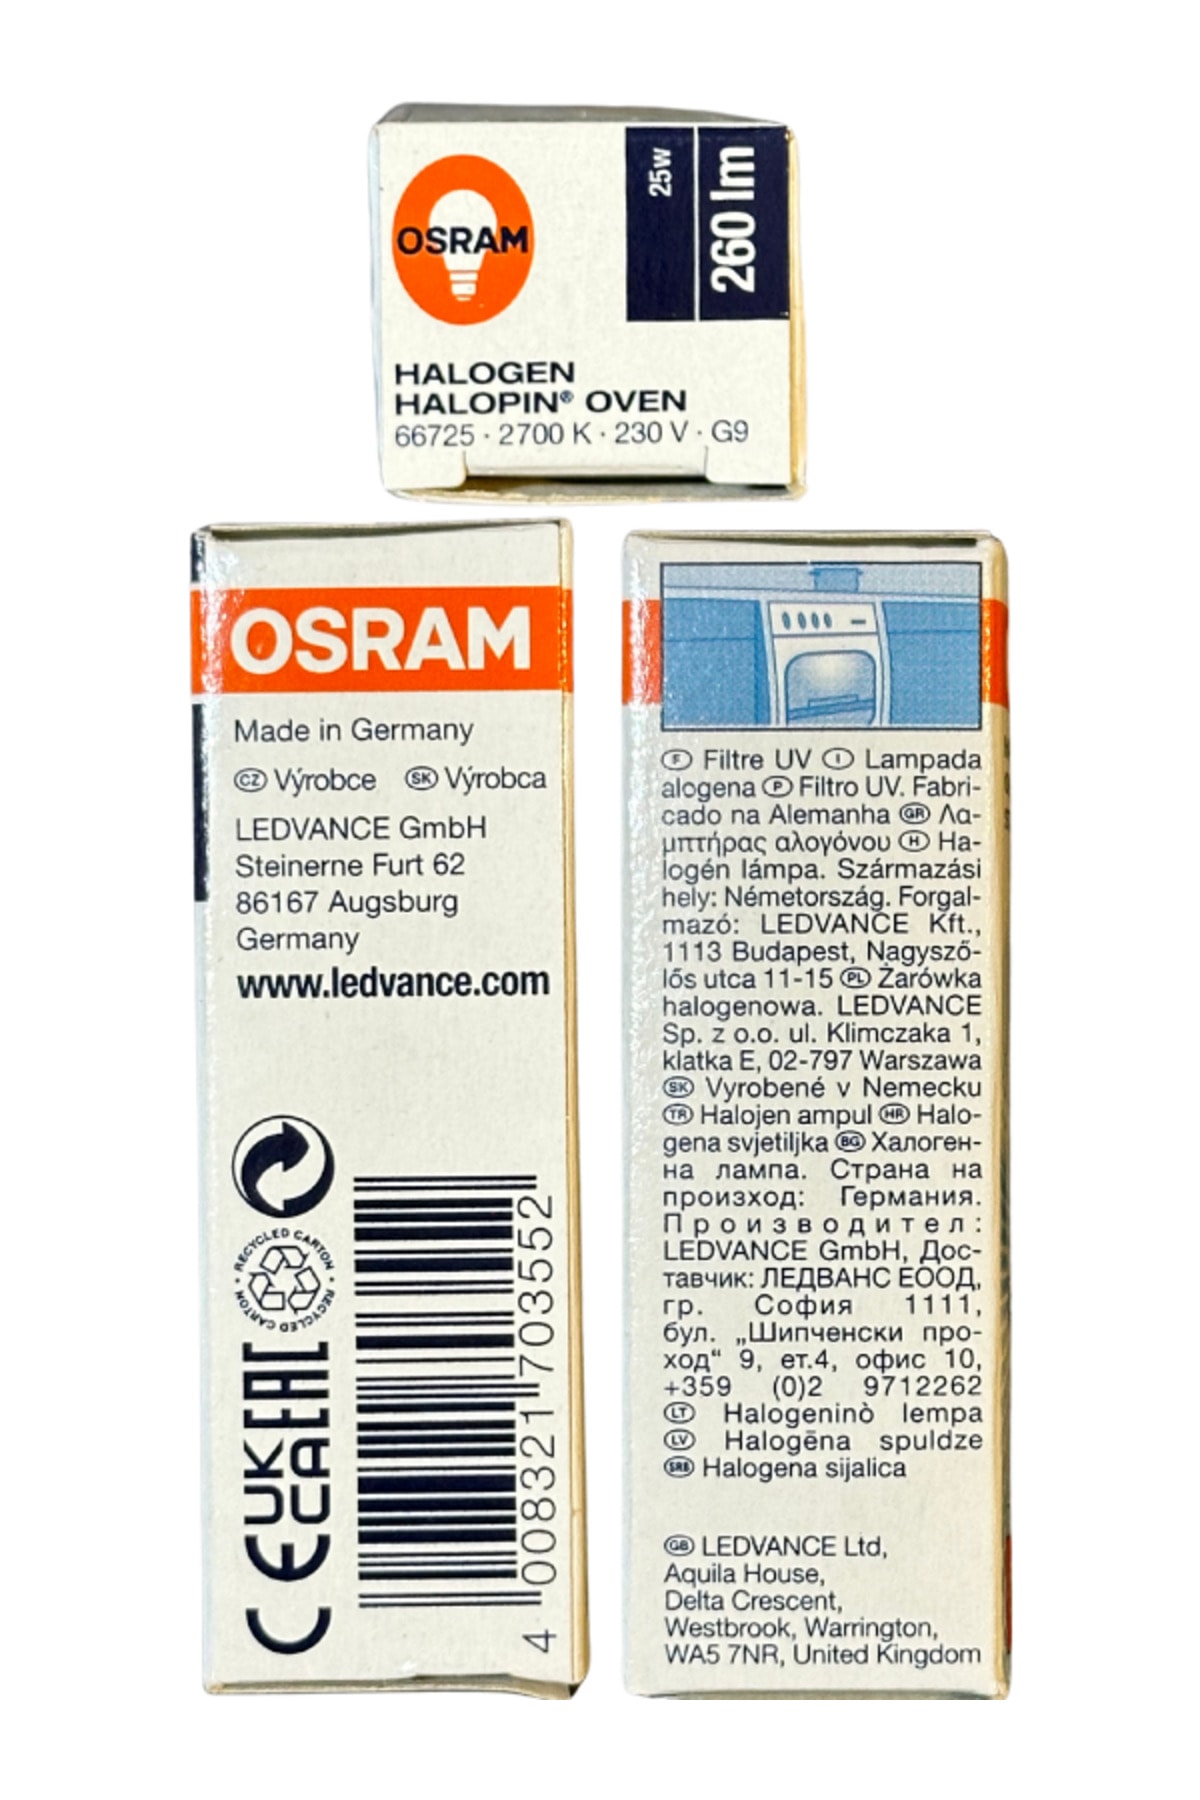 OSRAM
25w
260 lm
HALOGEN
HALOPIN® OVEN
66725 · 2700 K · 230 V · G9
OSRAM
Made in Germany
CZ Výrobce SK Výrobca
LEDVANCE GmbH
Steinerne Furt 62
86167 Augsburg
Germany
www.ledvance.com
RECYCLED CARTON · RECYCLED CARTON ·
CE UK CA EAC
4 008321 703552
F Filtre UV I Lampada
alogena P Filtro UV. Fabri-
cado na Alemanha GR Λα-
μπτήρας αλογόνου H Ha-
logén lámpa. Származási
hely: Németország. Forgal-
mazó: LEDVANCE Kft.,
1113 Budapest, Nagysző-
lős utca 11-15 PL Żarówka
halogenowa. LEDVANCE
Sp. z o.o. ul. Klimczaka 1,
klatka E, 02-797 Warszawa
SK Vyrobené v Nemecku
TR Halojen ampul HR Halo-
gena svjetiljka BG Халоген-
на лампа. Страна на
произход: Германия.
Производител:
LEDVANCE GmbH, Дос-
тавчик: ЛЕДВАНС ЕООД,
гр. София 1111,
бул. „Шипченски про-
ход“ 9, ет.4, офис 10,
+359 (0)2 9712262
LT Halogeninò lempa
LV Halogēna spuldze
SRB Halogena sijalica
GB LEDVANCE Ltd,
Aquila House,
Delta Crescent,
Westbrook, Warrington,
WA5 7NR, United Kingdom